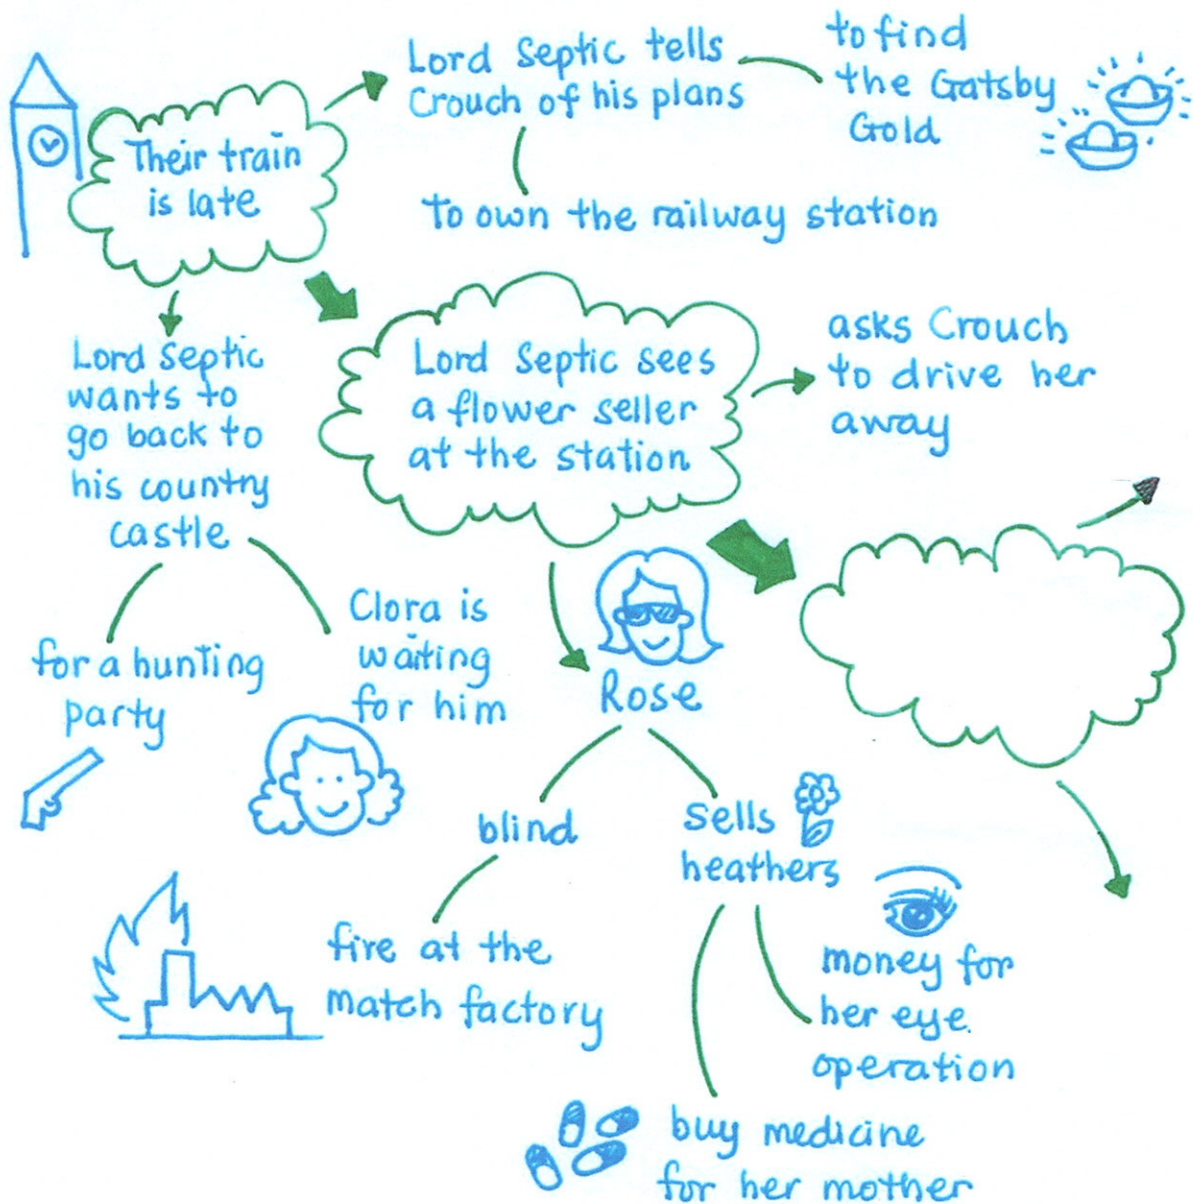 Their train
is late
Lord Septic tells
Crouch of his plans
to find
the Gatsby
Gold
to own the railway station
Lord Septic
wants to
go back to
his country
castle
for a hunting
party
Clora is
waiting
for him
Lord Septic sees
a flower seller
at the station
asks Crouch
to drive her
away
Rose
blind
fire at the
match factory
sells
heathers
money for
her eye
operation
buy medicine
for her mother